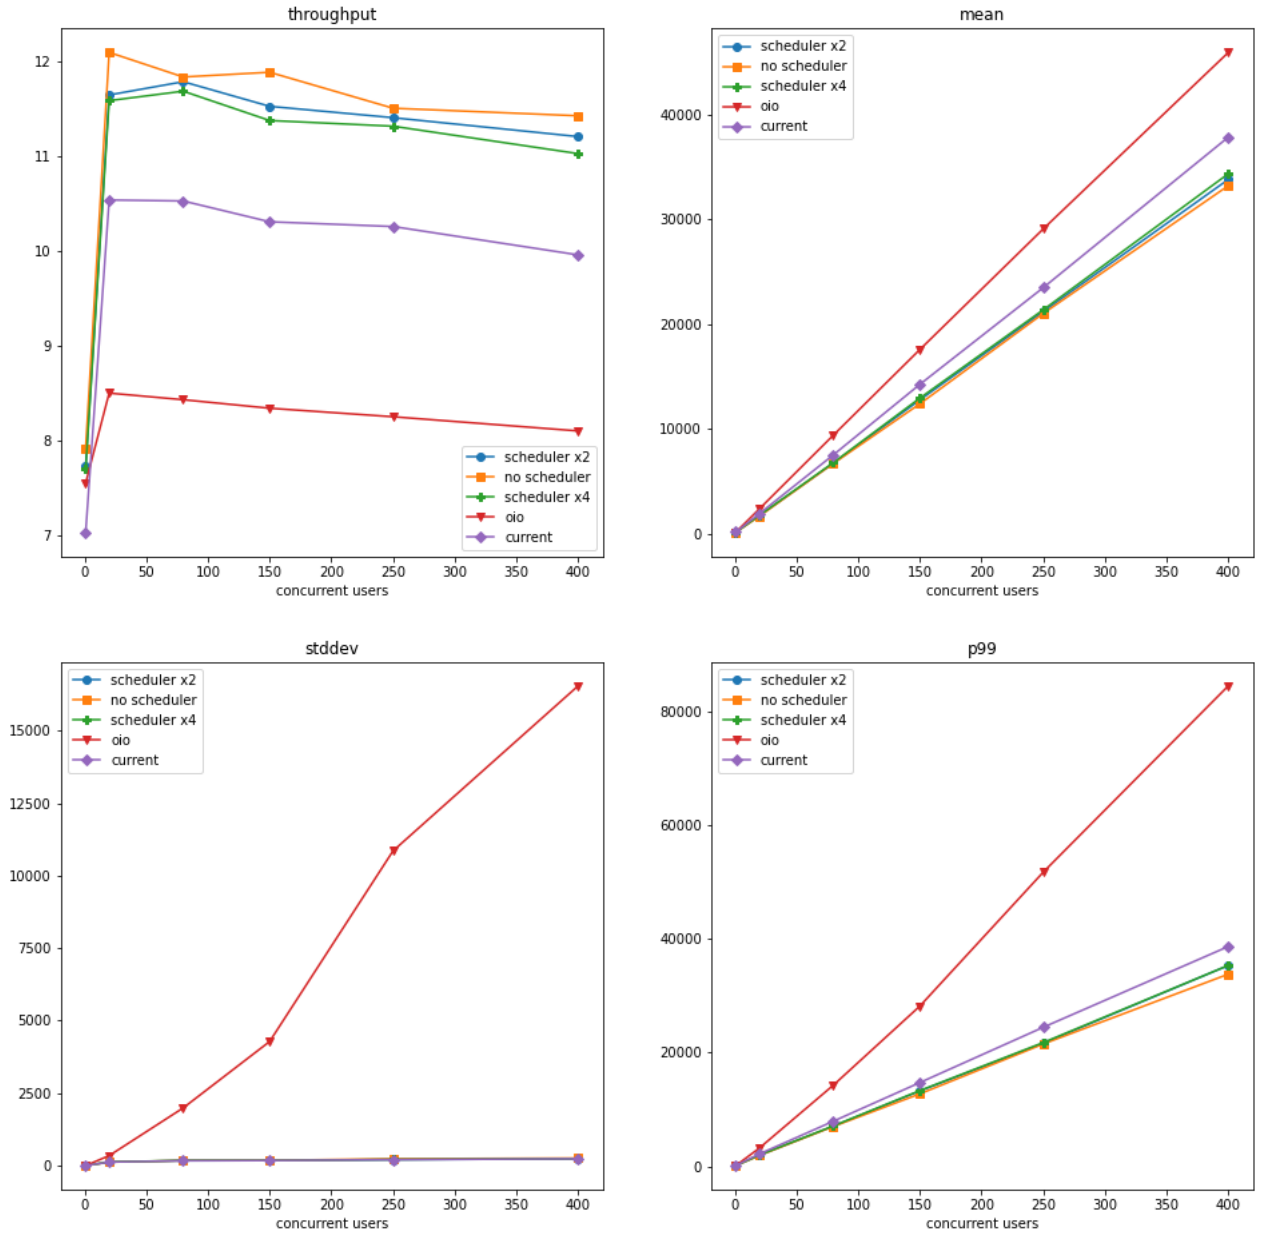 throughput
12
11
10
9
8
7
scheduler x2
no scheduler
scheduler x4
oio
current
0 50 100 150 200 250 300 350 400
concurrent users
mean
scheduler x2
no scheduler
scheduler x4
oio
current
40000
30000
20000
10000
0
0 50 100 150 200 250 300 350 400
concurrent users
stddev
scheduler x2
no scheduler
scheduler x4
oio
current
15000
12500
10000
7500
5000
2500
0
0 50 100 150 200 250 300 350 400
concurrent users
p99
scheduler x2
no scheduler
scheduler x4
oio
current
80000
60000
40000
20000
0
0 50 100 150 200 250 300 350 400
concurrent users